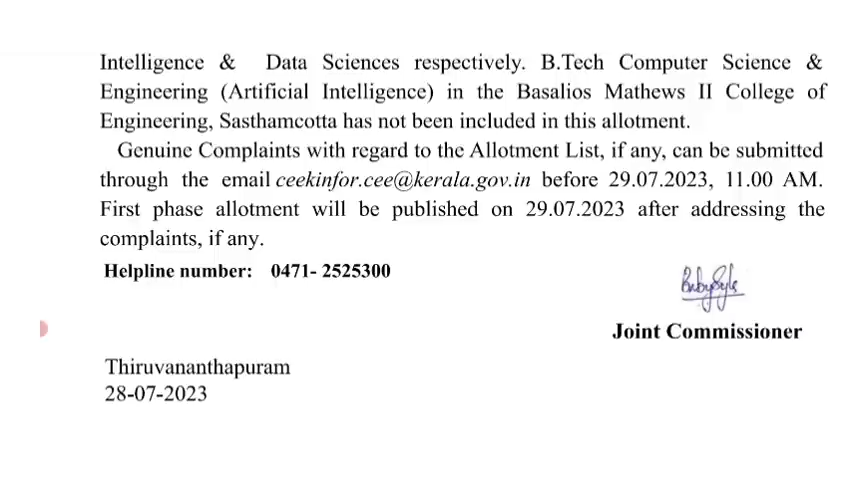 Intelligence & Data Sciences respectively. B.Tech Computer Science &
Engineering (Artificial Intelligence) in the Basalios Mathews II College of
Engineering, Sasthamcotta has not been included in this allotment.
Genuine Complaints with regard to the Allotment List, if any, can be submitted
through the email ceekinfor.cee@kerala.gov.in before 29.07.2023, 11.00 AM.
First phase allotment will be published on 29.07.2023 after addressing the
complaints, if any.
Helpline number: 0471- 2525300
Joint Commissioner
Thiruvananthapuram
28-07-2023